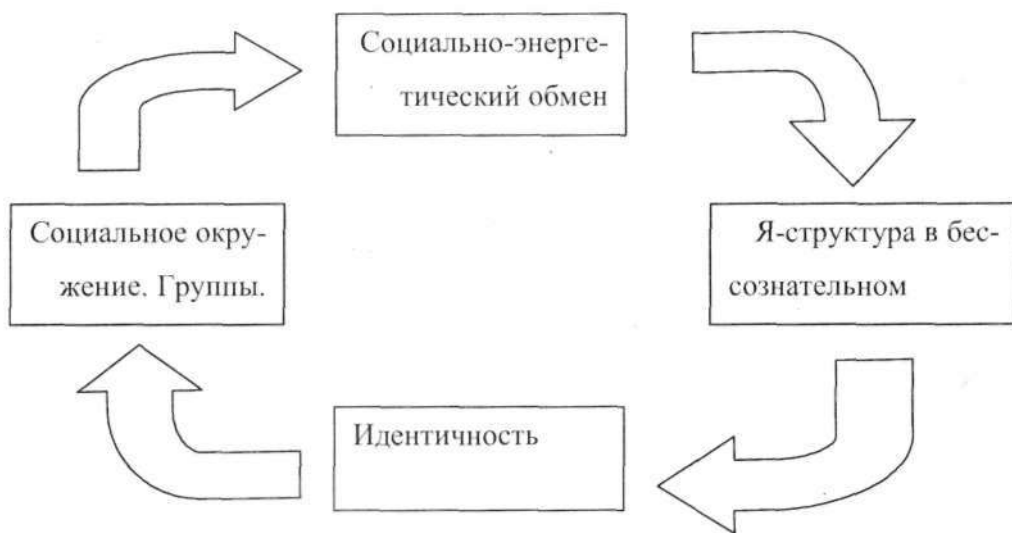 Социально-энерге-
тический обмен
Социальное окру-
жение. Группы.
Я-структура в бес-
сознательном
Идентичность